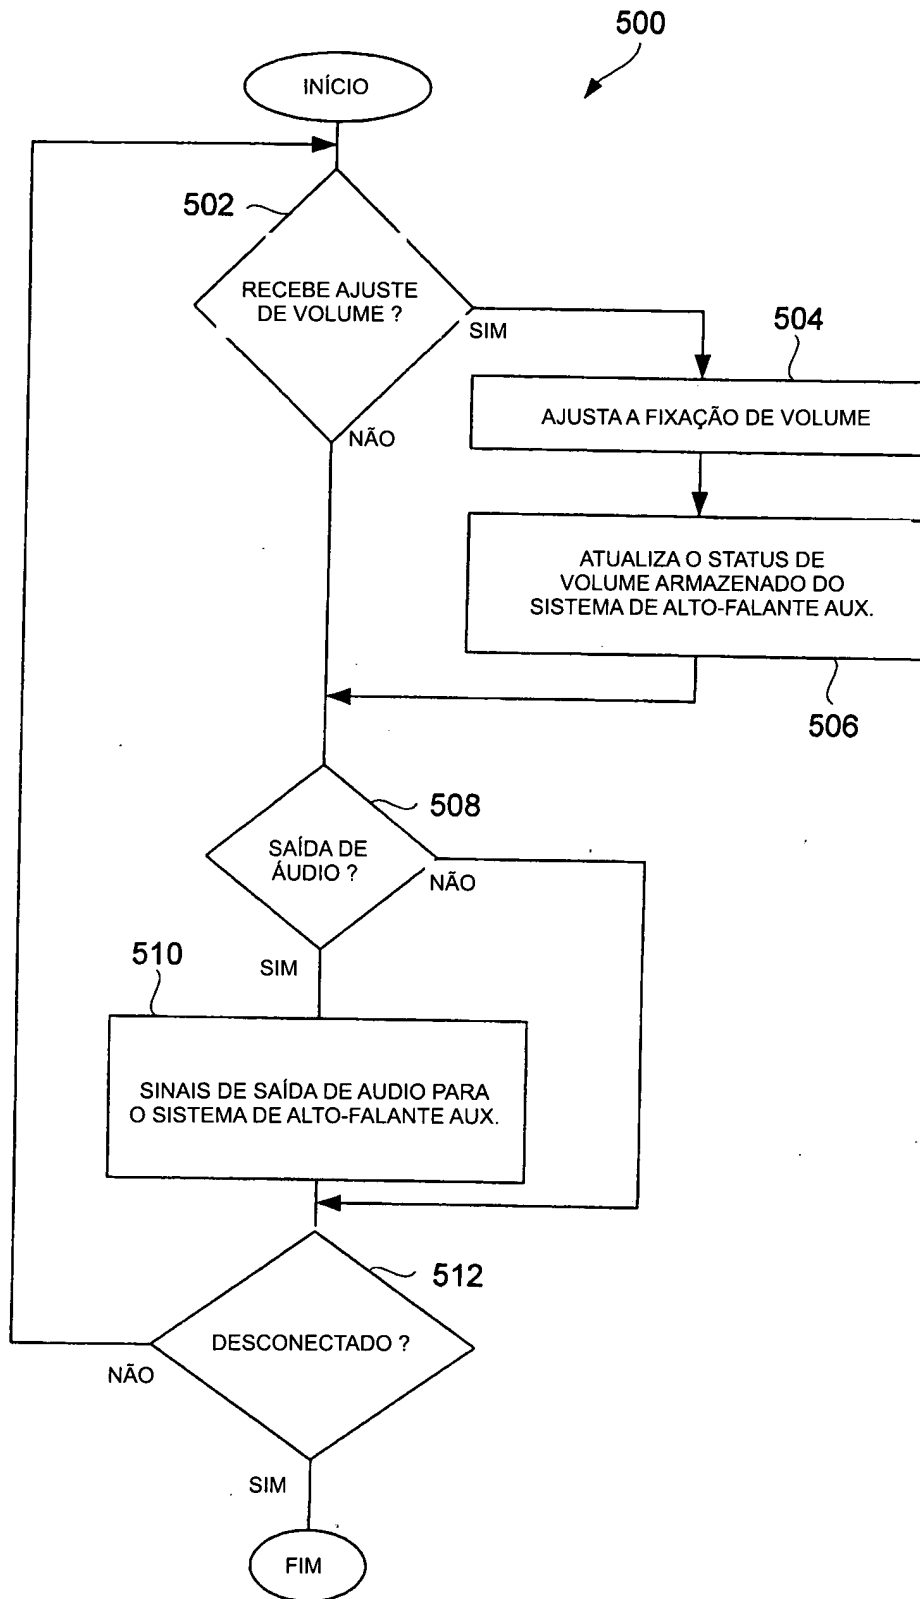 500
INÍCIO
502
RECEBE AJUSTE
DE VOLUME ?
SIM
504
AJUSTA A FIXAÇÃO DE VOLUME
NÃO
ATUALIZA O STATUS DE
VOLUME ARMAZENADO DO
SISTEMA DE ALTO-FALANTE AUX.
506
508
SAÍDA DE
ÁUDIO ?
NÃO
SIM
510
SINAIS DE SAÍDA DE AUDIO PARA
O SISTEMA DE ALTO-FALANTE AUX.
512
DESCONECTADO ?
NÃO
SIM
FIM